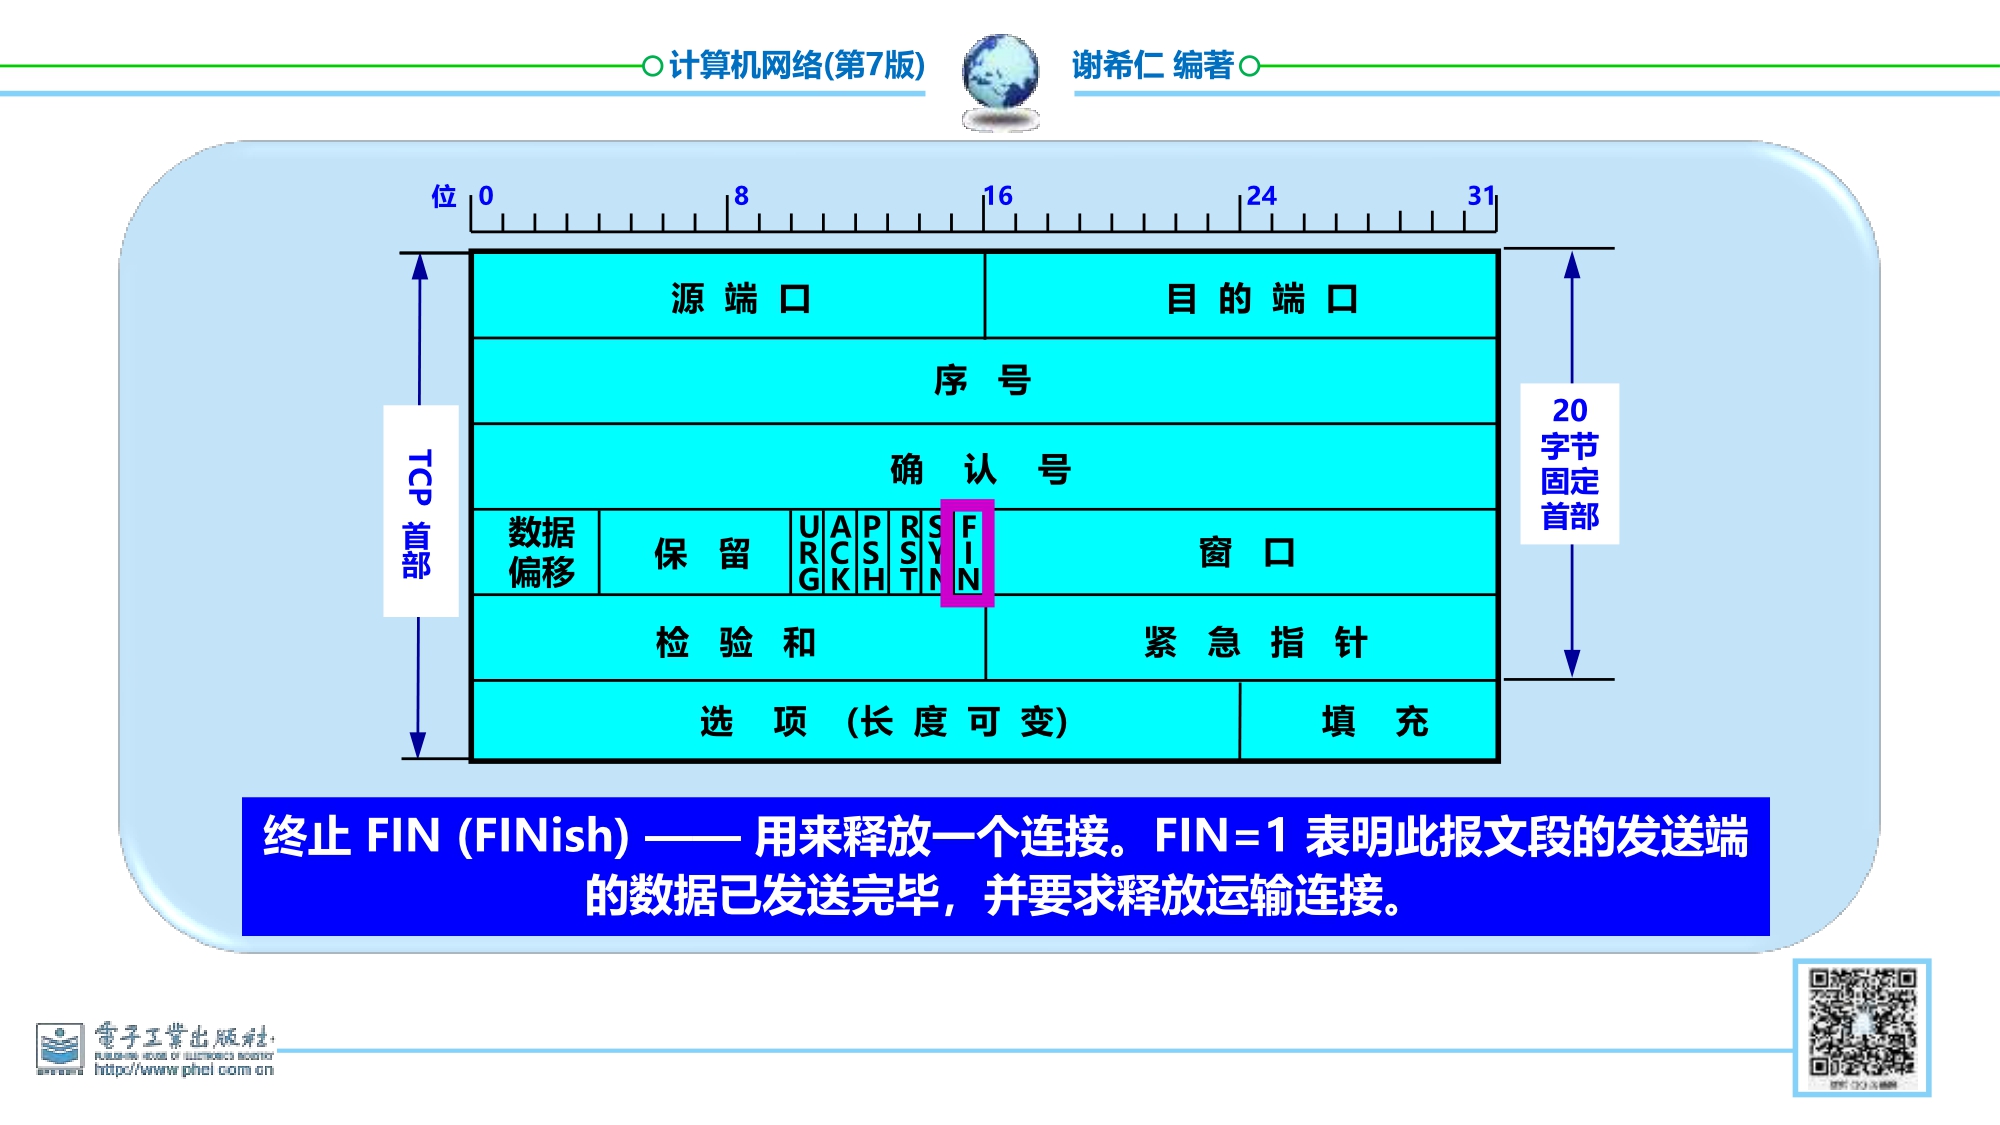 计算机网络(第7版) 谢希仁 编著
位 0 8 16 24 31
源 端 口 目 的 端 口
序 号
确 认 号
数据偏移 保 留 URG ACK PSH RST SYN FIN 窗 口
检 验 和 紧 急 指 针
选 项 (长 度 可 变) 填 充
TCP 首部
20
字节
固定
首部
终止 FIN (FINish) —— 用来释放一个连接。FIN=1 表明此报文段的发送端
的数据已发送完毕，并要求释放运输连接。
電子工業出版社
PUBLISHING HOUSE OF ELECTRONICS INDUSTRY
http://www.phei.com.cn